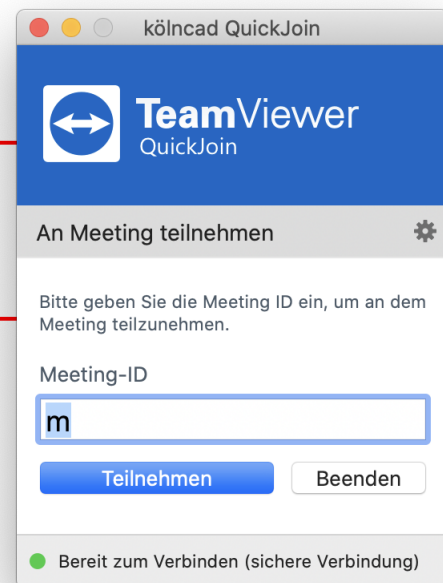 kölncad QuickJoin
TeamViewer
QuickJoin
An Meeting teilnehmen
Bitte geben Sie die Meeting ID ein, um an dem
Meeting teilzunehmen.
Meeting-ID
m
Teilnehmen Beenden
Bereit zum Verbinden (sichere Verbindung)